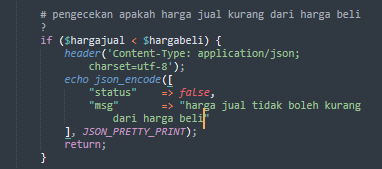 # pengecekan apakah harga jual kurang dari harga beli
?
if ($hargajual < $hargabeli) {
header('Content-Type: application/json;
charset=utf-8');
echo json_encode([
"status" => false,
"msg" => "harga jual tidak boleh kurang
dari harga beli"
], JSON_PRETTY_PRINT);
return;
}